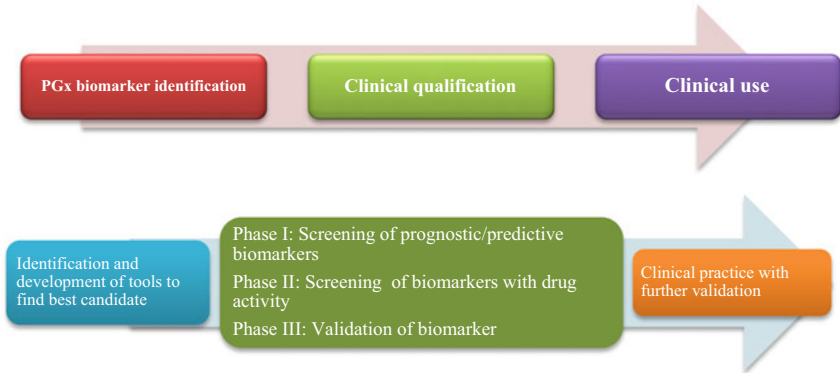 PGx biomarker identification
Clinical qualification
Clinical use
Identification and
development of tools to
find best candidate
Phase I: Screening of prognostic/predictive
biomarkers
Phase II: Screening of biomarkers with drug
activity
Phase III: Validation of biomarker
Clinical practice with
further validation